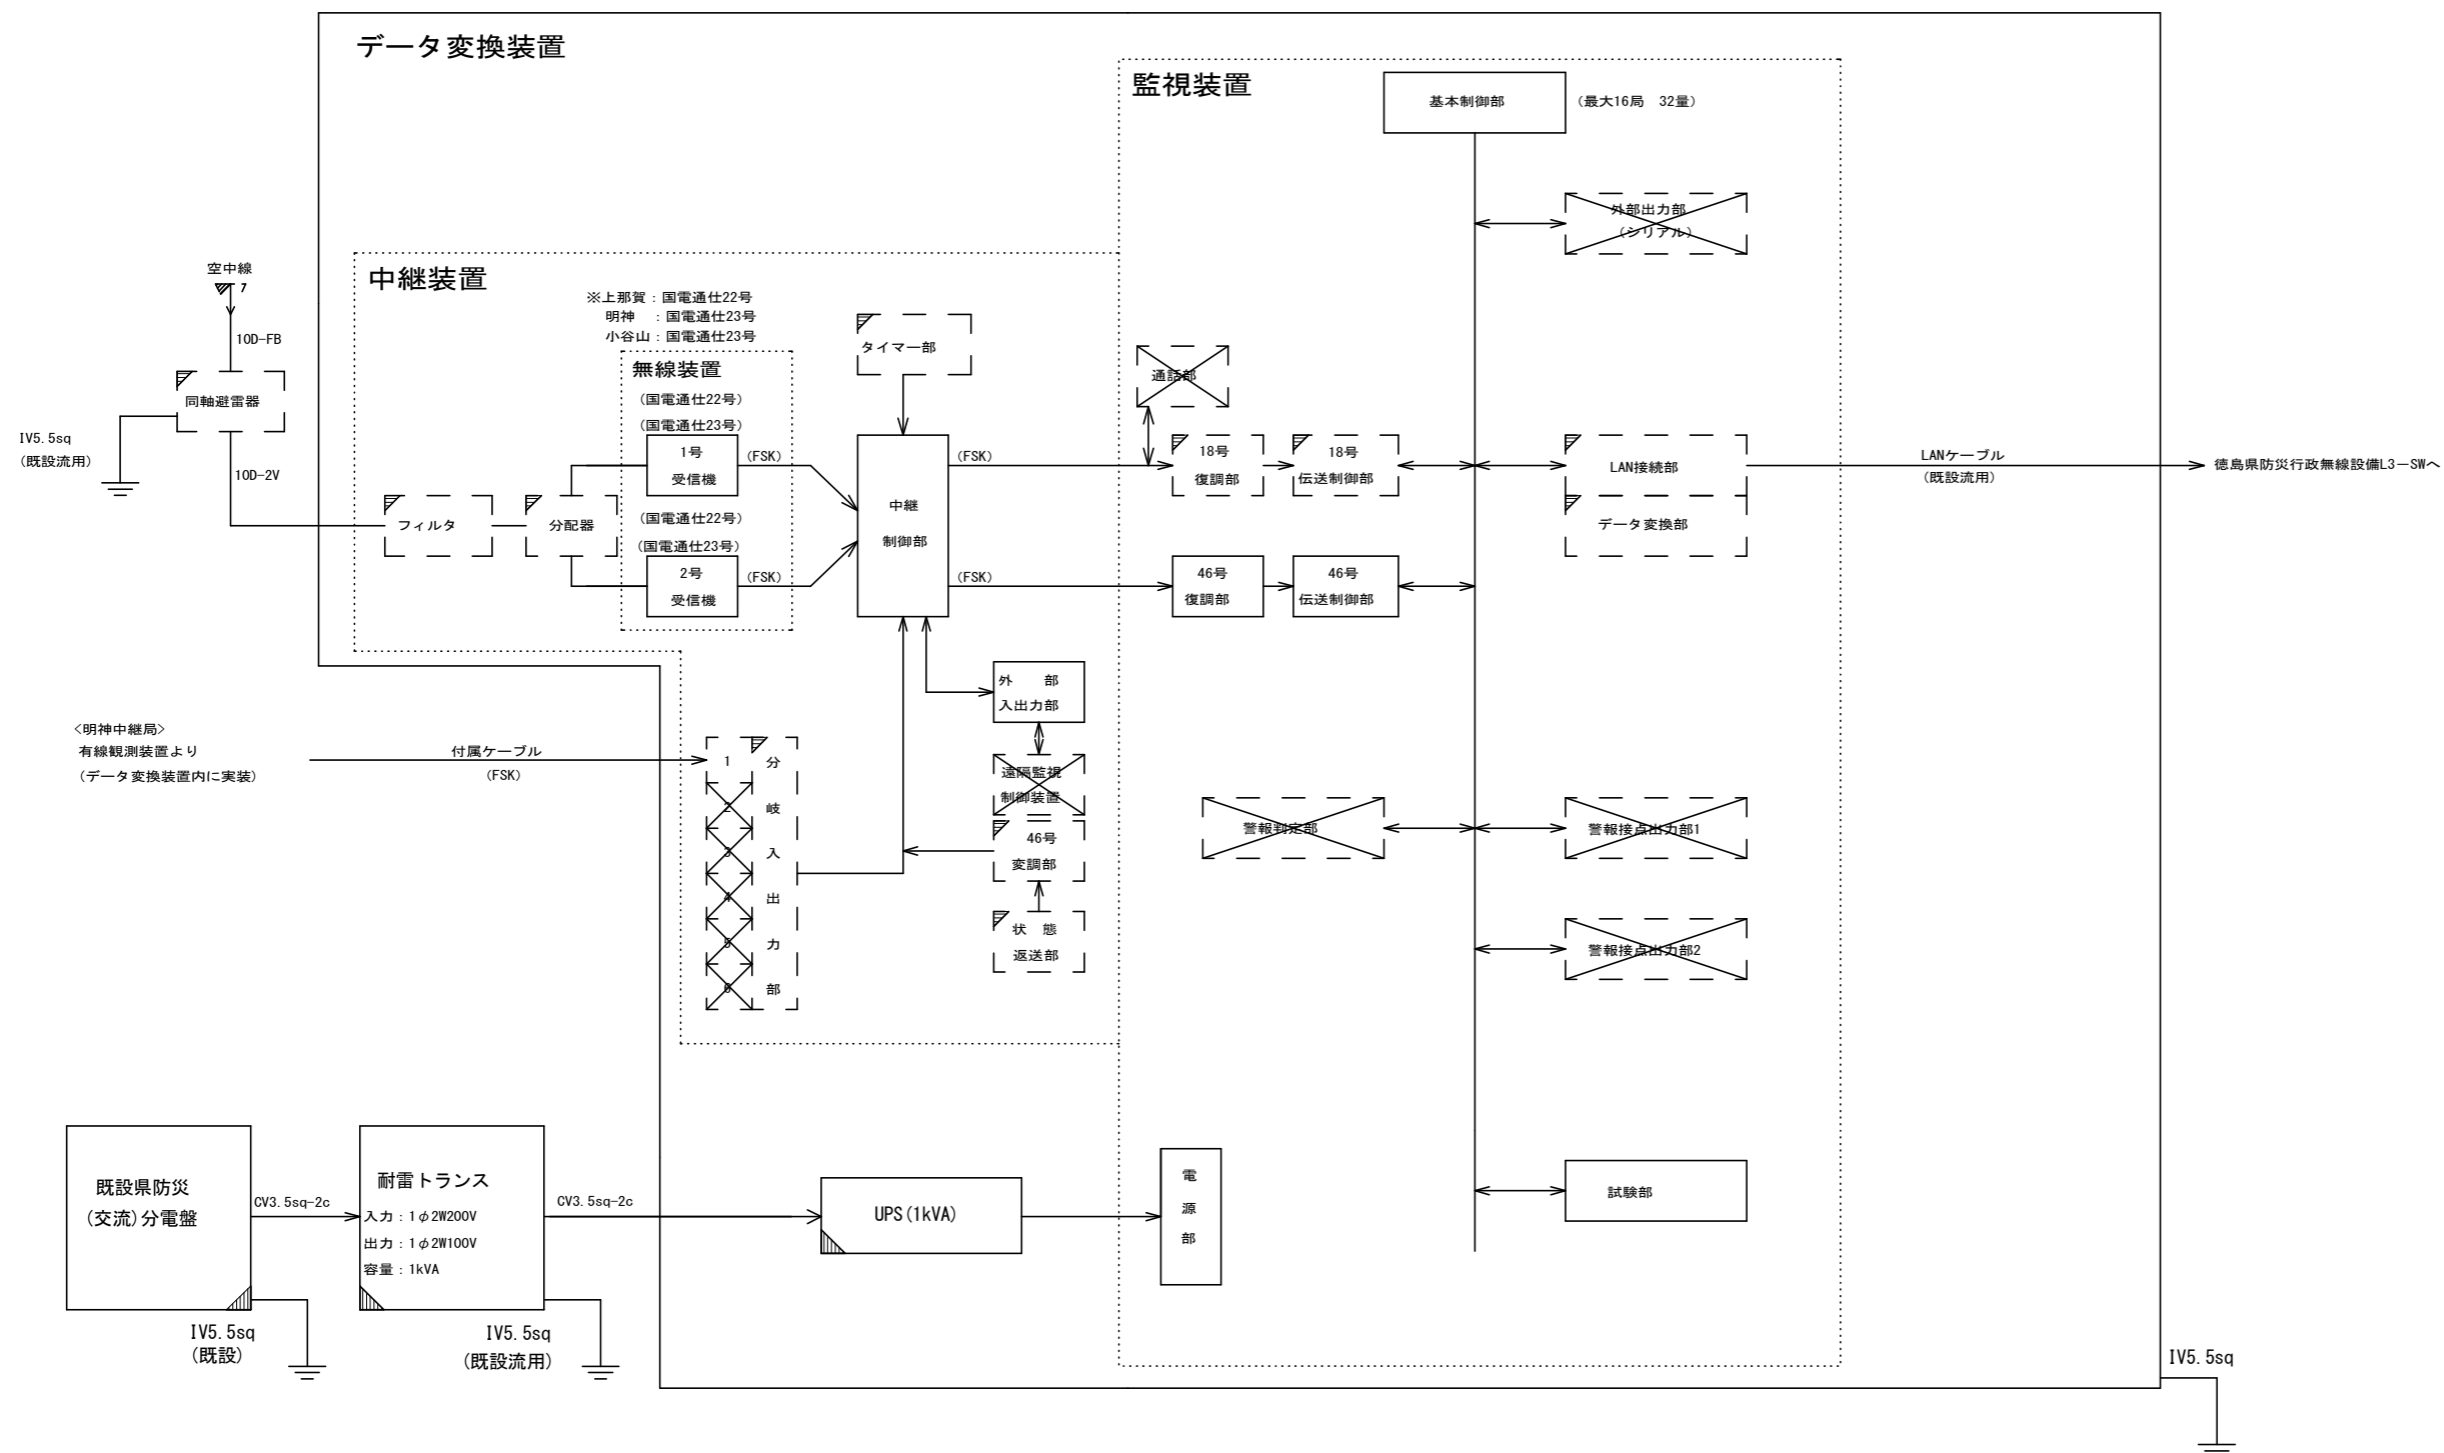 データ変換装置
監視装置
基本制御部
(最大16局　32量)
外部出力部
(シリアル)
空中線
7
10D-FB
同軸避雷器
IV5.5sq
(既設流用)
10D-2V
中継装置
※上那賀：国電通仕22号
明神　：国電通仕23号
小谷山：国電通仕23号
無線装置
(国電通仕22号)
(国電通仕23号)
1号
受信機
(FSK)
フィルタ
分配器
(国電通仕22号)
(国電通仕23号)
2号
受信機
(FSK)
タイマー部
中継
制御部
(FSK)
(FSK)
通話部
18号
復調部
18号
伝送制御部
46号
復調部
46号
伝送制御部
LAN接続部
データ変換部
LANケーブル
(既設流用)
徳島県防災行政無線設備L3-SWへ
外　部
入出力部
遠隔監視
制御装置
46号
変調部
状　態
返送部
<明神中継局>
有線観測装置より
(データ変換装置内に実装)
付属ケーブル
(FSK)
1 分
2 岐
3 入
4 出
5 力
6 部
警報判定部
警報接点出力部1
警報接点出力部2
試験部
既設県防災
(交流)分電盤
CV3.5sq-2c
IV5.5sq
(既設)
耐雷トランス
入力：1φ2W200V
出力：1φ2W100V
容量：1kVA
CV3.5sq-2c
IV5.5sq
(既設流用)
UPS(1kVA)
電
源
部
IV5.5sq